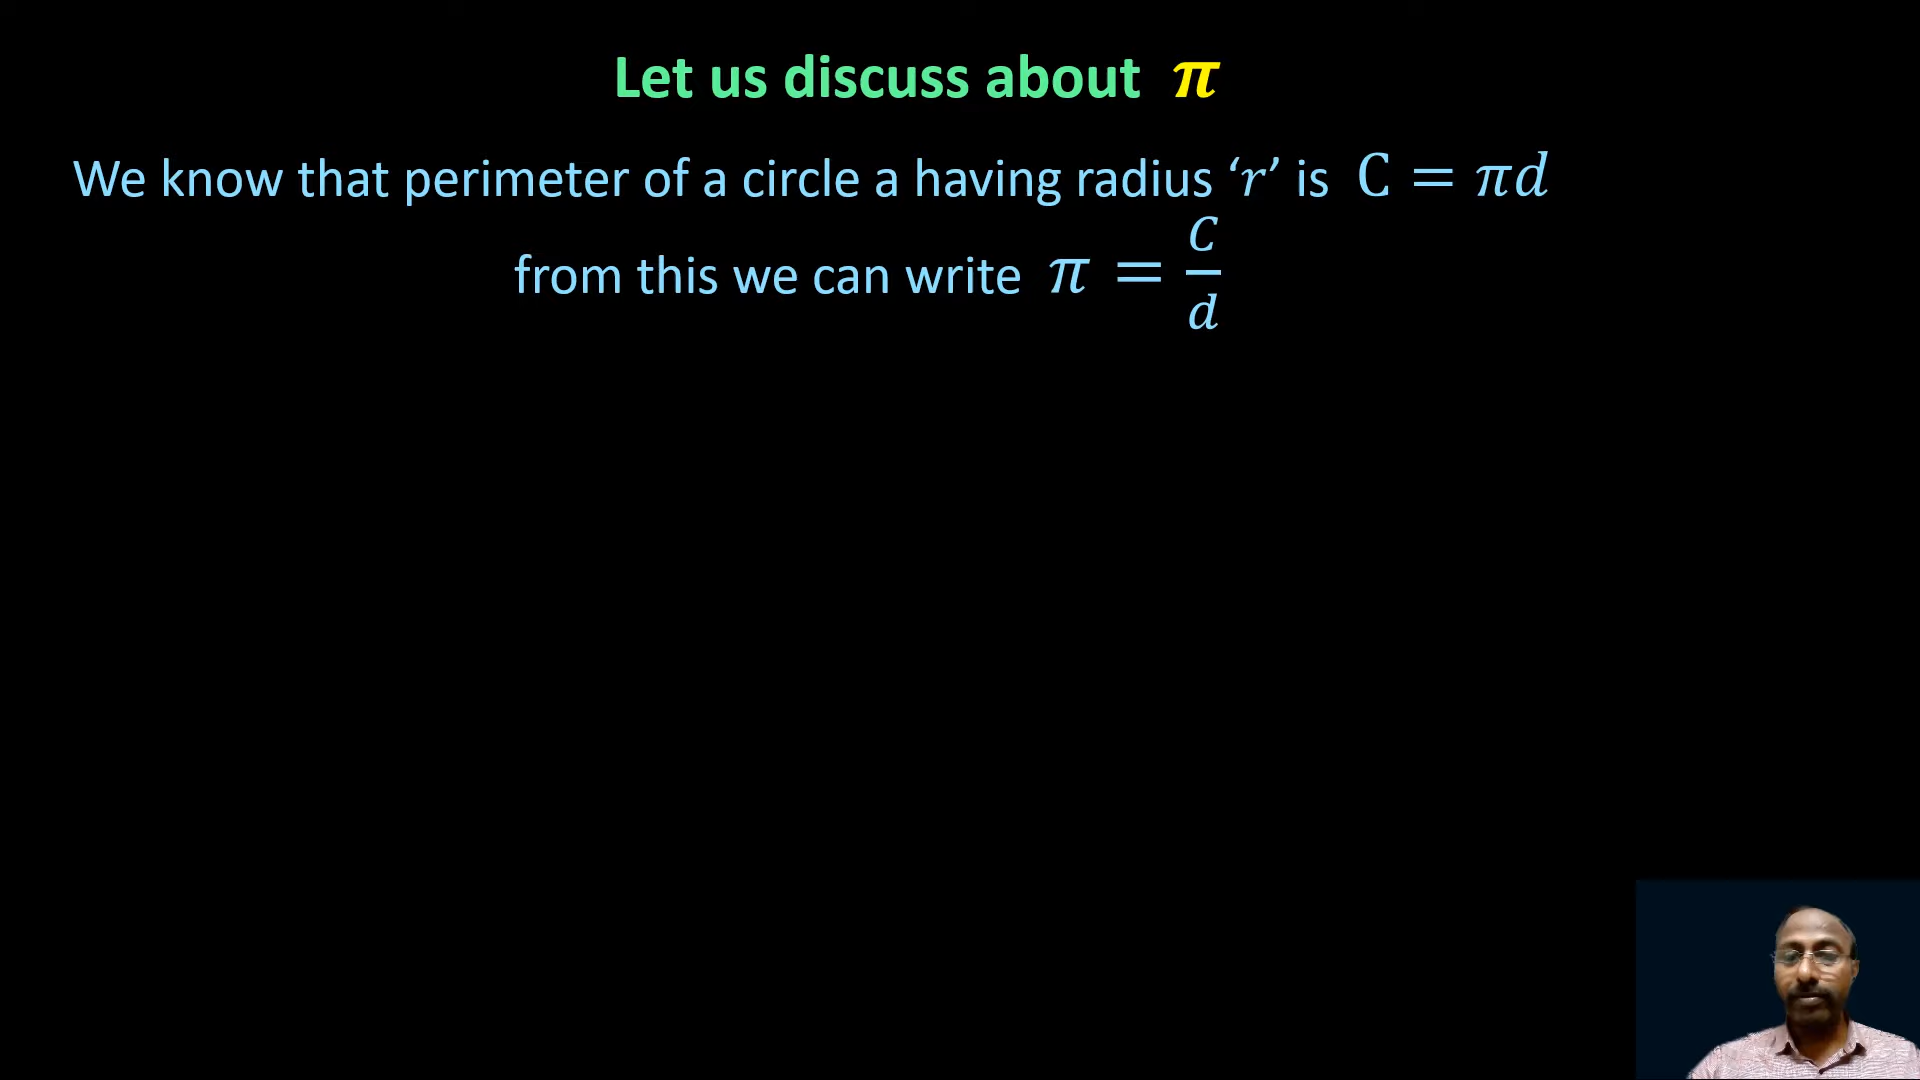 Let us discuss about π
We know that perimeter of a circle a having radius ‘r’ is C = πd
from this we can write π = C/d